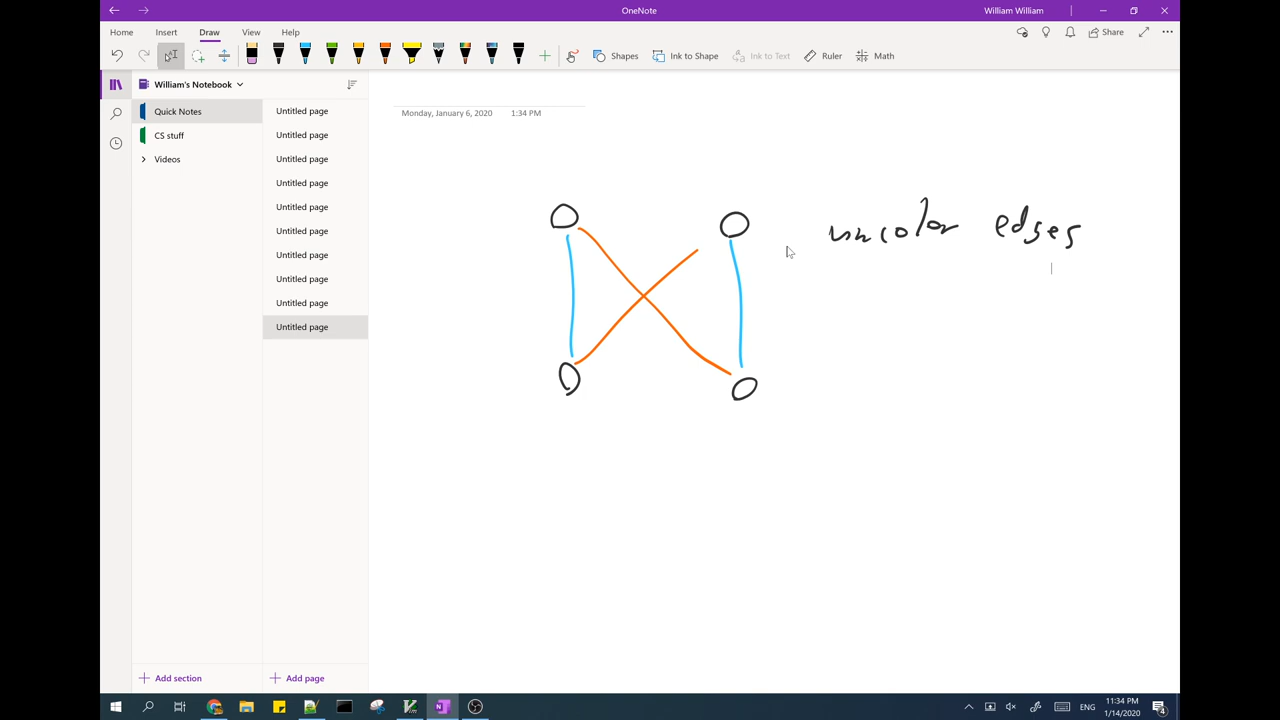 OneNote
William William
Home
Insert
Draw
View
Help
Share
Shapes
Ink to Shape
Ink to Text
Ruler
Math
William's Notebook
Quick Notes
CS stuff
Videos
Untitled page
Untitled page
Untitled page
Untitled page
Untitled page
Untitled page
Untitled page
Untitled page
Untitled page
Untitled page
Monday, January 6, 2020 1:34 PM
uncolor edges
Add section
Add page
ENG
11:34 PM
1/14/2020
4